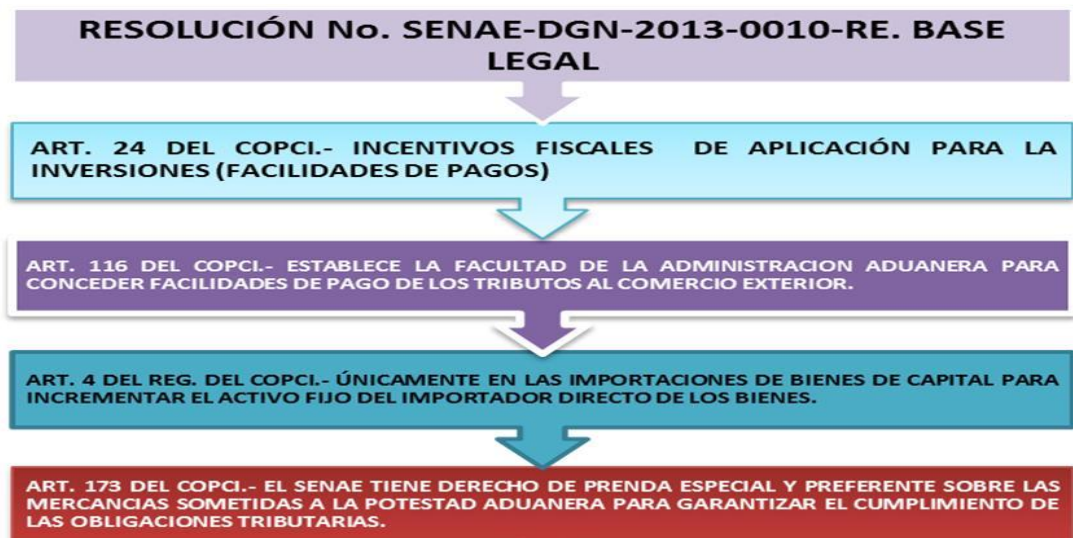 RESOLUCIÓN No. SENAE-DGN-2013-0010-RE. BASE
LEGAL
ART. 24 DEL COPCI.- INCENTIVOS FISCALES DE APLICACIÓN PARA LA
INVERSIONES (FACILIDADES DE PAGOS)
ART. 116 DEL COPCI.- ESTABLECE LA FACULTAD DE LA ADMINISTRACION ADUANERA PARA
CONCEDER FACILIDADES DE PAGO DE LOS TRIBUTOS AL COMERCIO EXTERIOR.
ART. 4 DEL REG. DEL COPCI.- ÚNICAMENTE EN LAS IMPORTACIONES DE BIENES DE CAPITAL PARA
INCREMENTAR EL ACTIVO FIJO DEL IMPORTADOR DIRECTO DE LOS BIENES.
ART. 173 DEL COPCI.- EL SENAE TIENE DERECHO DE PRENDA ESPECIAL Y PREFERENTE SOBRE LAS
MERCANCIAS SOMETIDAS A LA POTESTAD ADUANERA PARA GARANTIZAR EL CUMPLIMIENTO DE
LAS OBLIGACIONES TRIBUTARIAS.